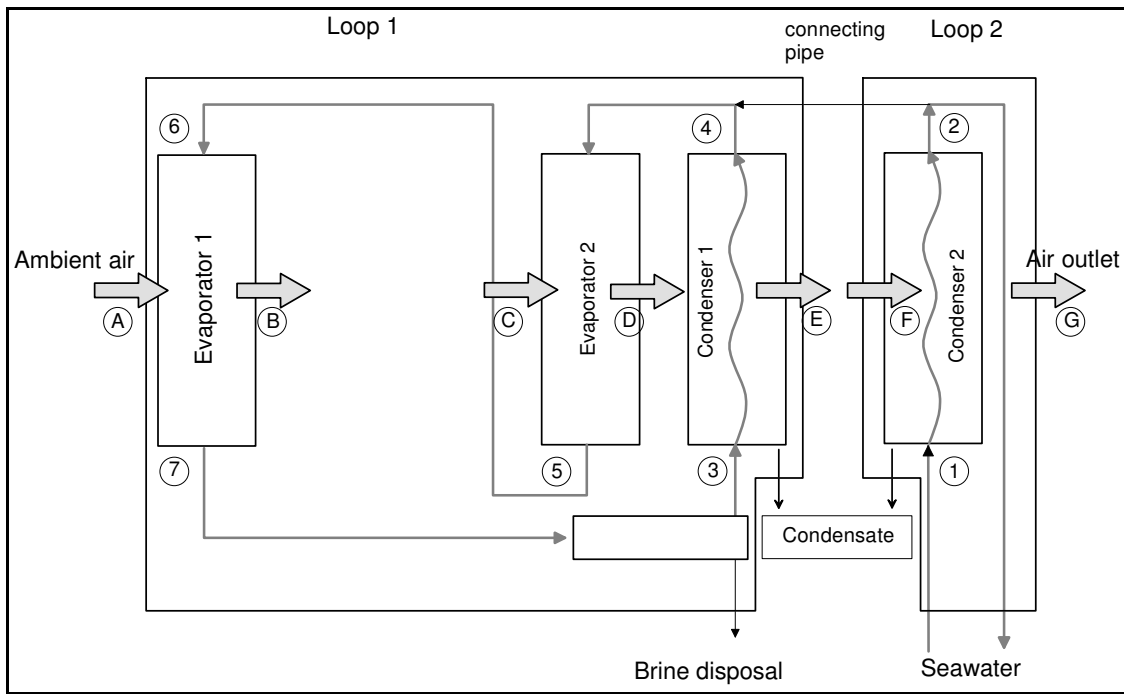 Loop 1
connecting
pipe
Loop 2
6
4
2
Ambient air
Evaporator 1
Evaporator 2
Condenser 1
Condenser 2
Air outlet
A
B
C
D
E
F
G
7
5
3
1
Condensate
Brine disposal
Seawater